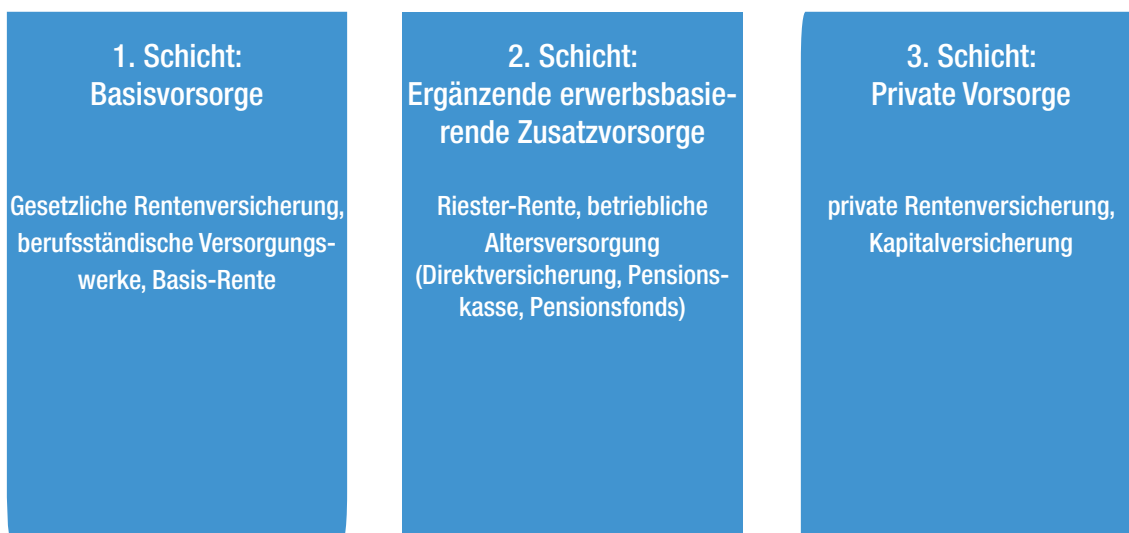 1. Schicht:
Basisvorsorge
Gesetzliche Rentenversicherung,
berufsständische Versorgungs-
werke, Basis-Rente
2. Schicht:
Ergänzende erwerbsbasie-
rende Zusatzvorsorge
Riester-Rente, betriebliche
Altersversorgung
(Direktversicherung, Pensions-
kasse, Pensionsfonds)
3. Schicht:
Private Vorsorge
private Rentenversicherung,
Kapitalversicherung